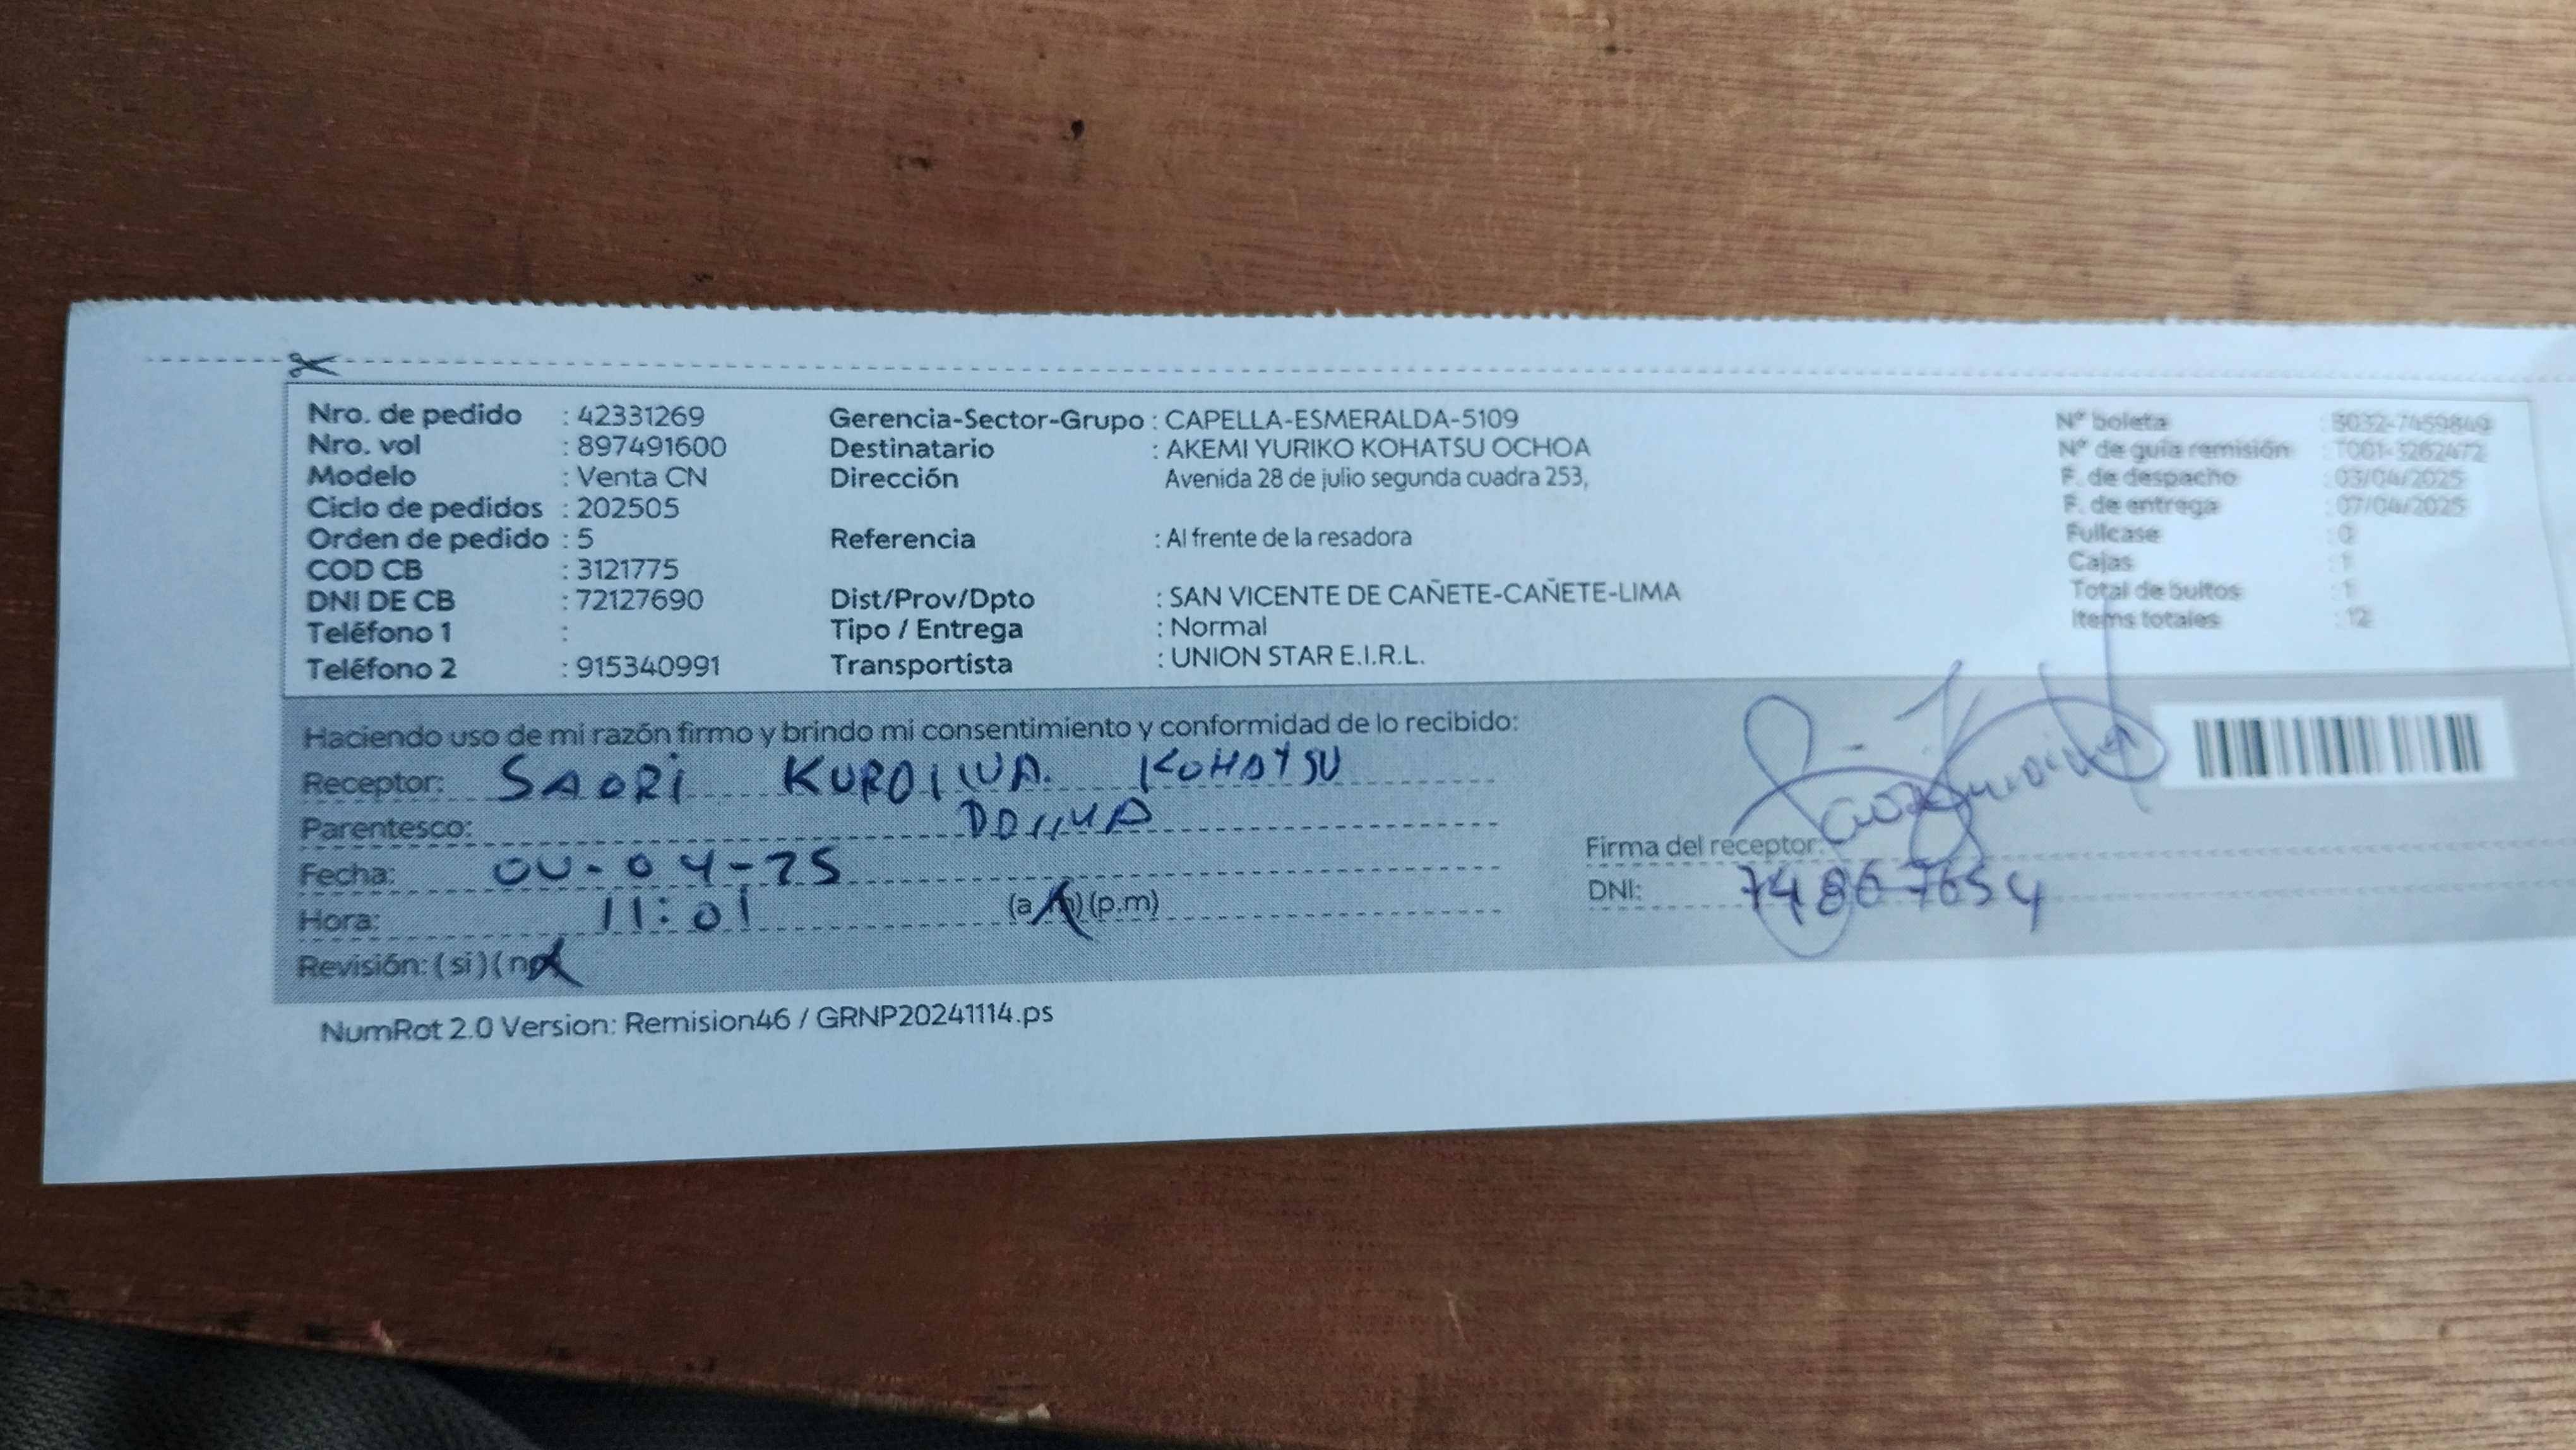 Nro. de pedido : 42331269
Nro. vol : 897491600
Modelo : Venta CN
Ciclo de pedidos : 202505
Orden de pedido : 5
COD CB : 3121775
DNI DE CB : 72127690
Teléfono 1 :
Teléfono 2 : 915340991
Gerencia-Sector-Grupo : CAPELLA-ESMERALDA-5109
Destinatario : AKEMI YURIKO KOHATSU OCHOA
Dirección Avenida 28 de julio segunda cuadra 253,
Referencia : Al frente de la resadora
Dist/Prov/Dpto : SAN VICENTE DE CAÑETE-CAÑETE-LIMA
Tipo / Entrega : Normal
Transportista : UNION STAR E.I.R.L.
N° boleta
N° de guía remisión : T001-3262472
F. de despacho : 03/04/2025
F. de entrega : 07/04/2025
Fullcase : 0
Cajas : 1
Total de bultos : 1
Items totales : 12
Haciendo uso de mi razón firmo y brindo mi consentimiento y conformidad de lo recibido:
Receptor: SAORI KUROIWA KOHATSU
Parentesco:
Fecha: 04-04-25
Hora: 11:01 (a.m) (p.m)
Revisión: (si) (no)
Firma del receptor:
DNI: 74867654
NumRot 2.0 Version: Remision46 / GRNP20241114.ps